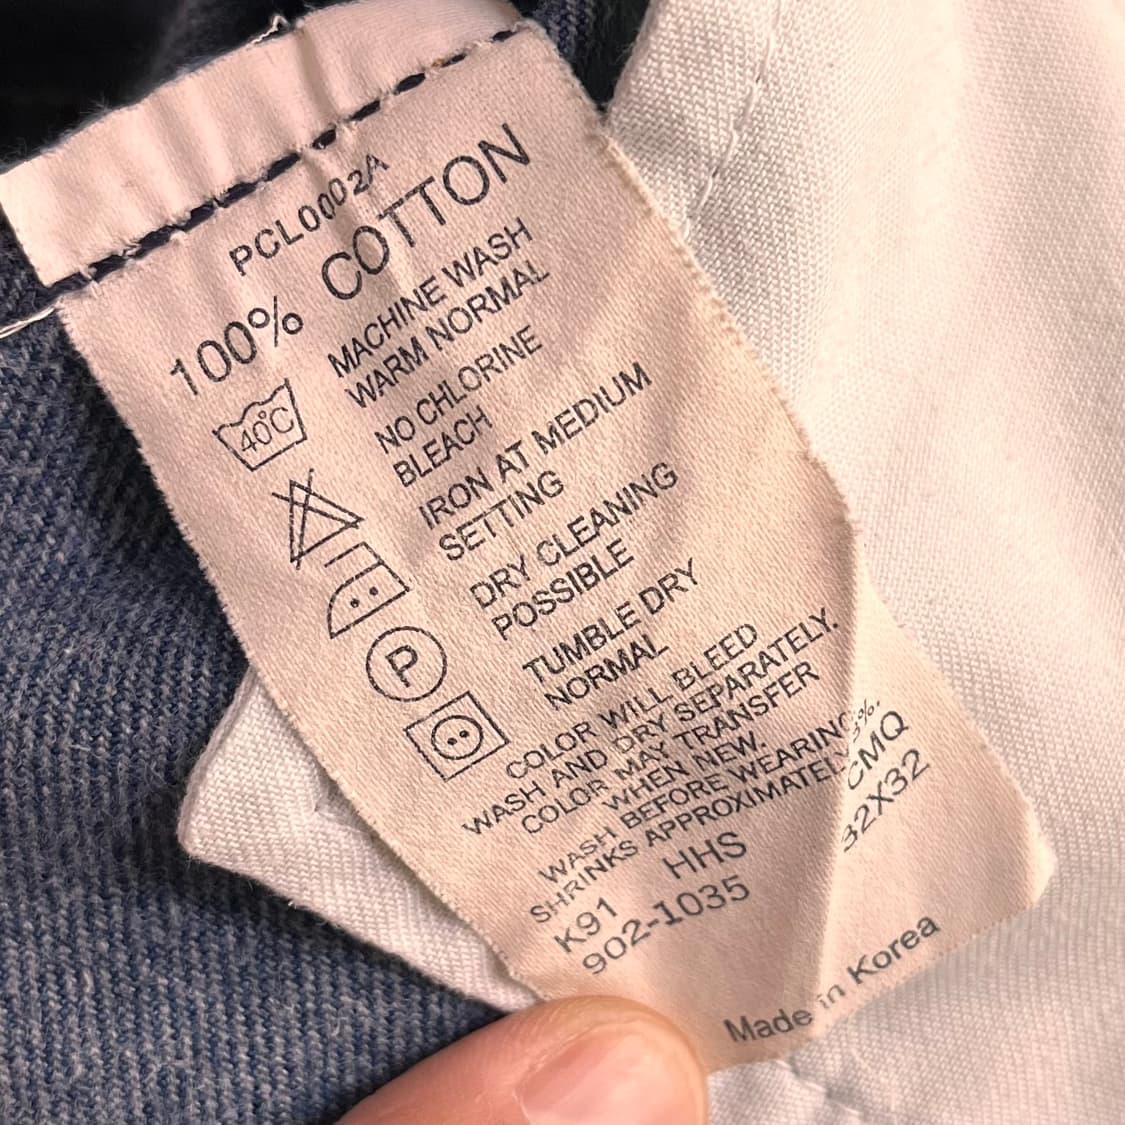 PCL0002A
100% COTTON
40°C
MACHINE WASH
WARM NORMAL
NO CHLORINE
BLEACH
IRON AT MEDIUM
SETTING
P
DRY CLEANING
POSSIBLE
TUMBLE DRY
NORMAL
COLOR WILL BLEED
WASH AND DRY SEPARATELY.
COLOR MAY TRANSFER
WHEN NEW.
WASH BEFORE WEARING
SHRINKS APPROXIMATELY 3%.
K91 HHS CMQ
902-1035 32X32
Made in Korea